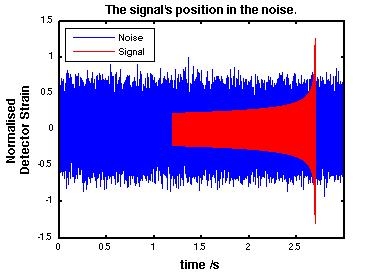 The signal's position in the noise.
Noise
Signal
Normalised
Detector Strain
1.5
1
0.5
0
-0.5
-1
-1.5
0
0.5
1
1.5
2
2.5
time /s